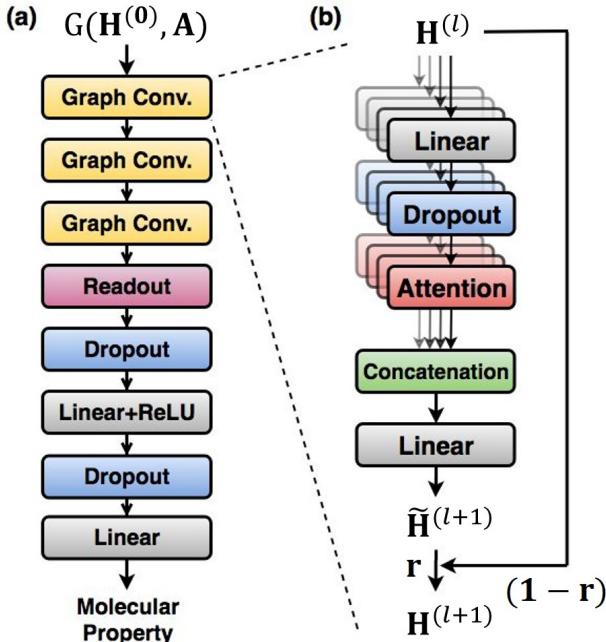 (a)
G(H⁽⁰⁾, A)
Graph Conv.
Graph Conv.
Graph Conv.
Readout
Dropout
Linear+ReLU
Dropout
Linear
Molecular
Property
(b)
H⁽ˡ⁾
Linear
Dropout
Attention
Concatenation
Linear
H̃⁽ˡ⁺¹⁾
r
(1 − r)
H⁽ˡ⁺¹⁾